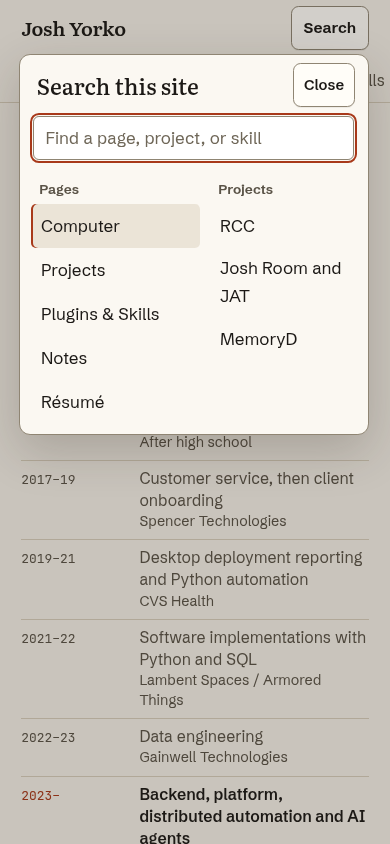 Josh Yorko
Search
lls
Search this site
Close
Find a page, project, or skill
Pages
Computer
Projects
Plugins & Skills
Notes
Résumé
Projects
RCC
Josh Room and
JAT
MemoryD
After high school
2017–19
Customer service, then client
onboarding
Spencer Technologies
2019–21
Desktop deployment reporting
and Python automation
CVS Health
2021–22
Software implementations with
Python and SQL
Lambent Spaces / Armored
Things
2022–23
Data engineering
Gainwell Technologies
2023–
Backend, platform,
distributed automation and AI
agents